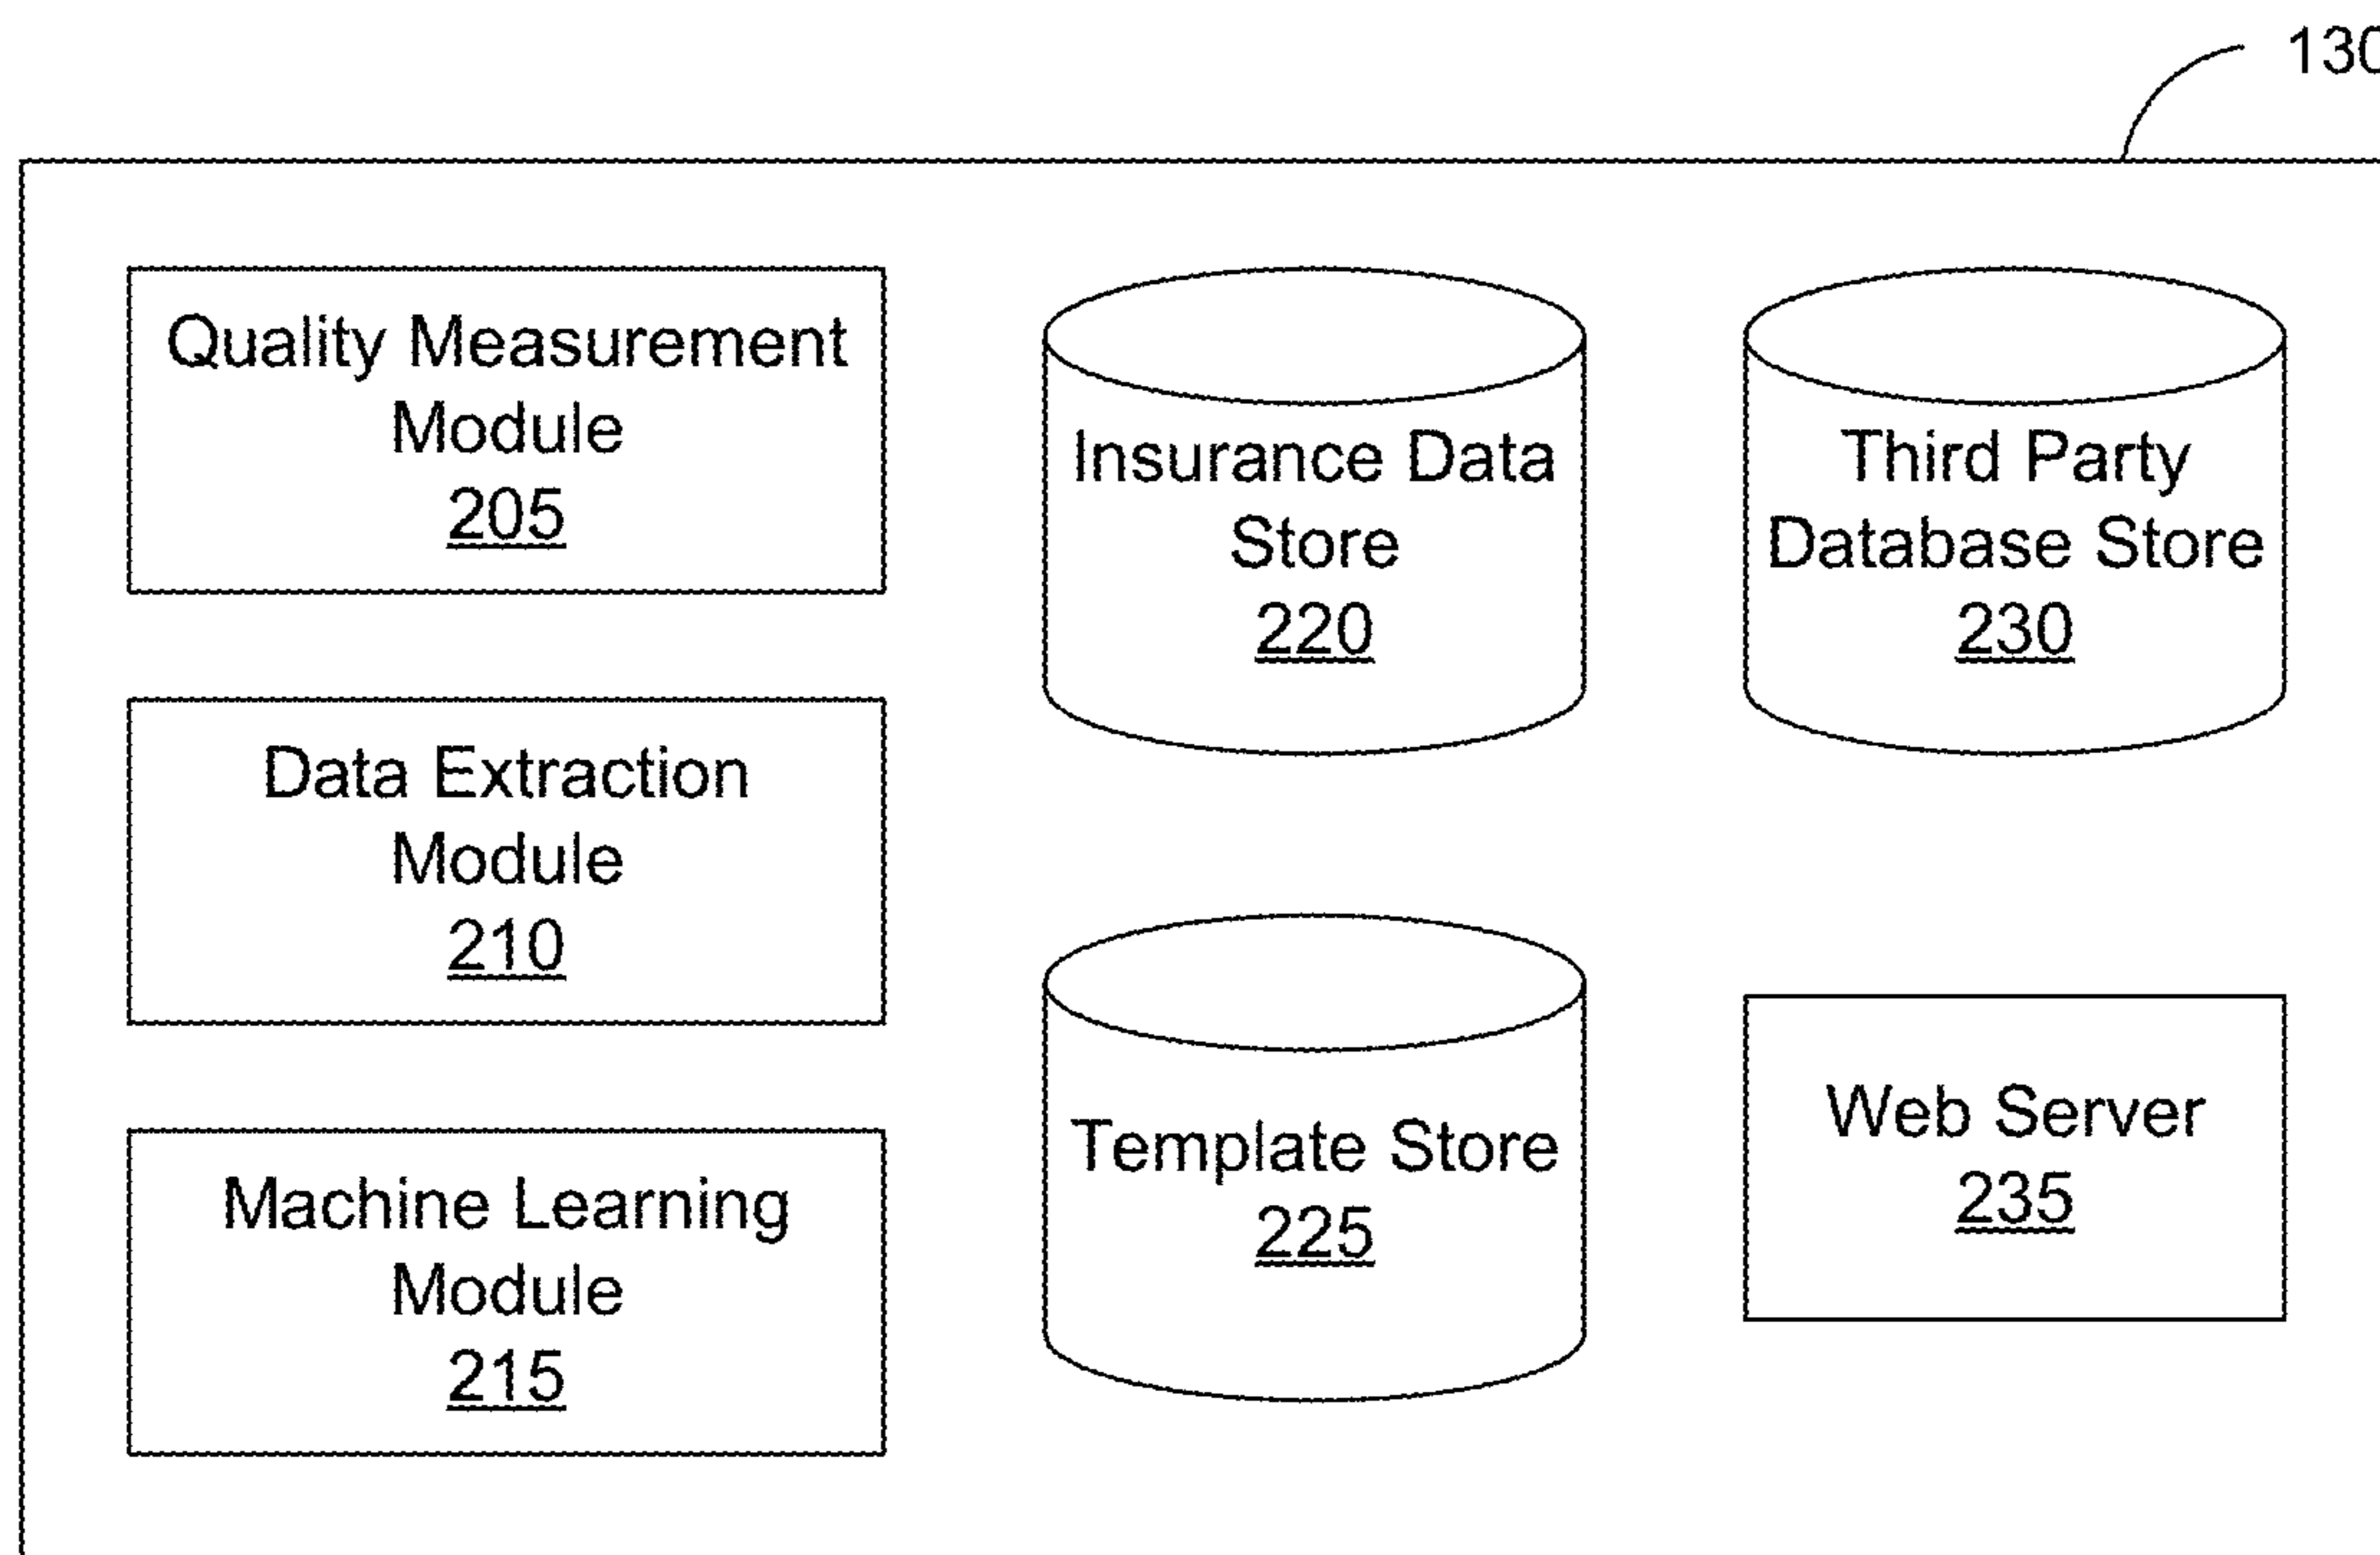 130
Quality Measurement
Module
205
Data Extraction
Module
210
Machine Learning
Module
215
Insurance Data
Store
220
Template Store
225
Third Party
Database Store
230
Web Server
235